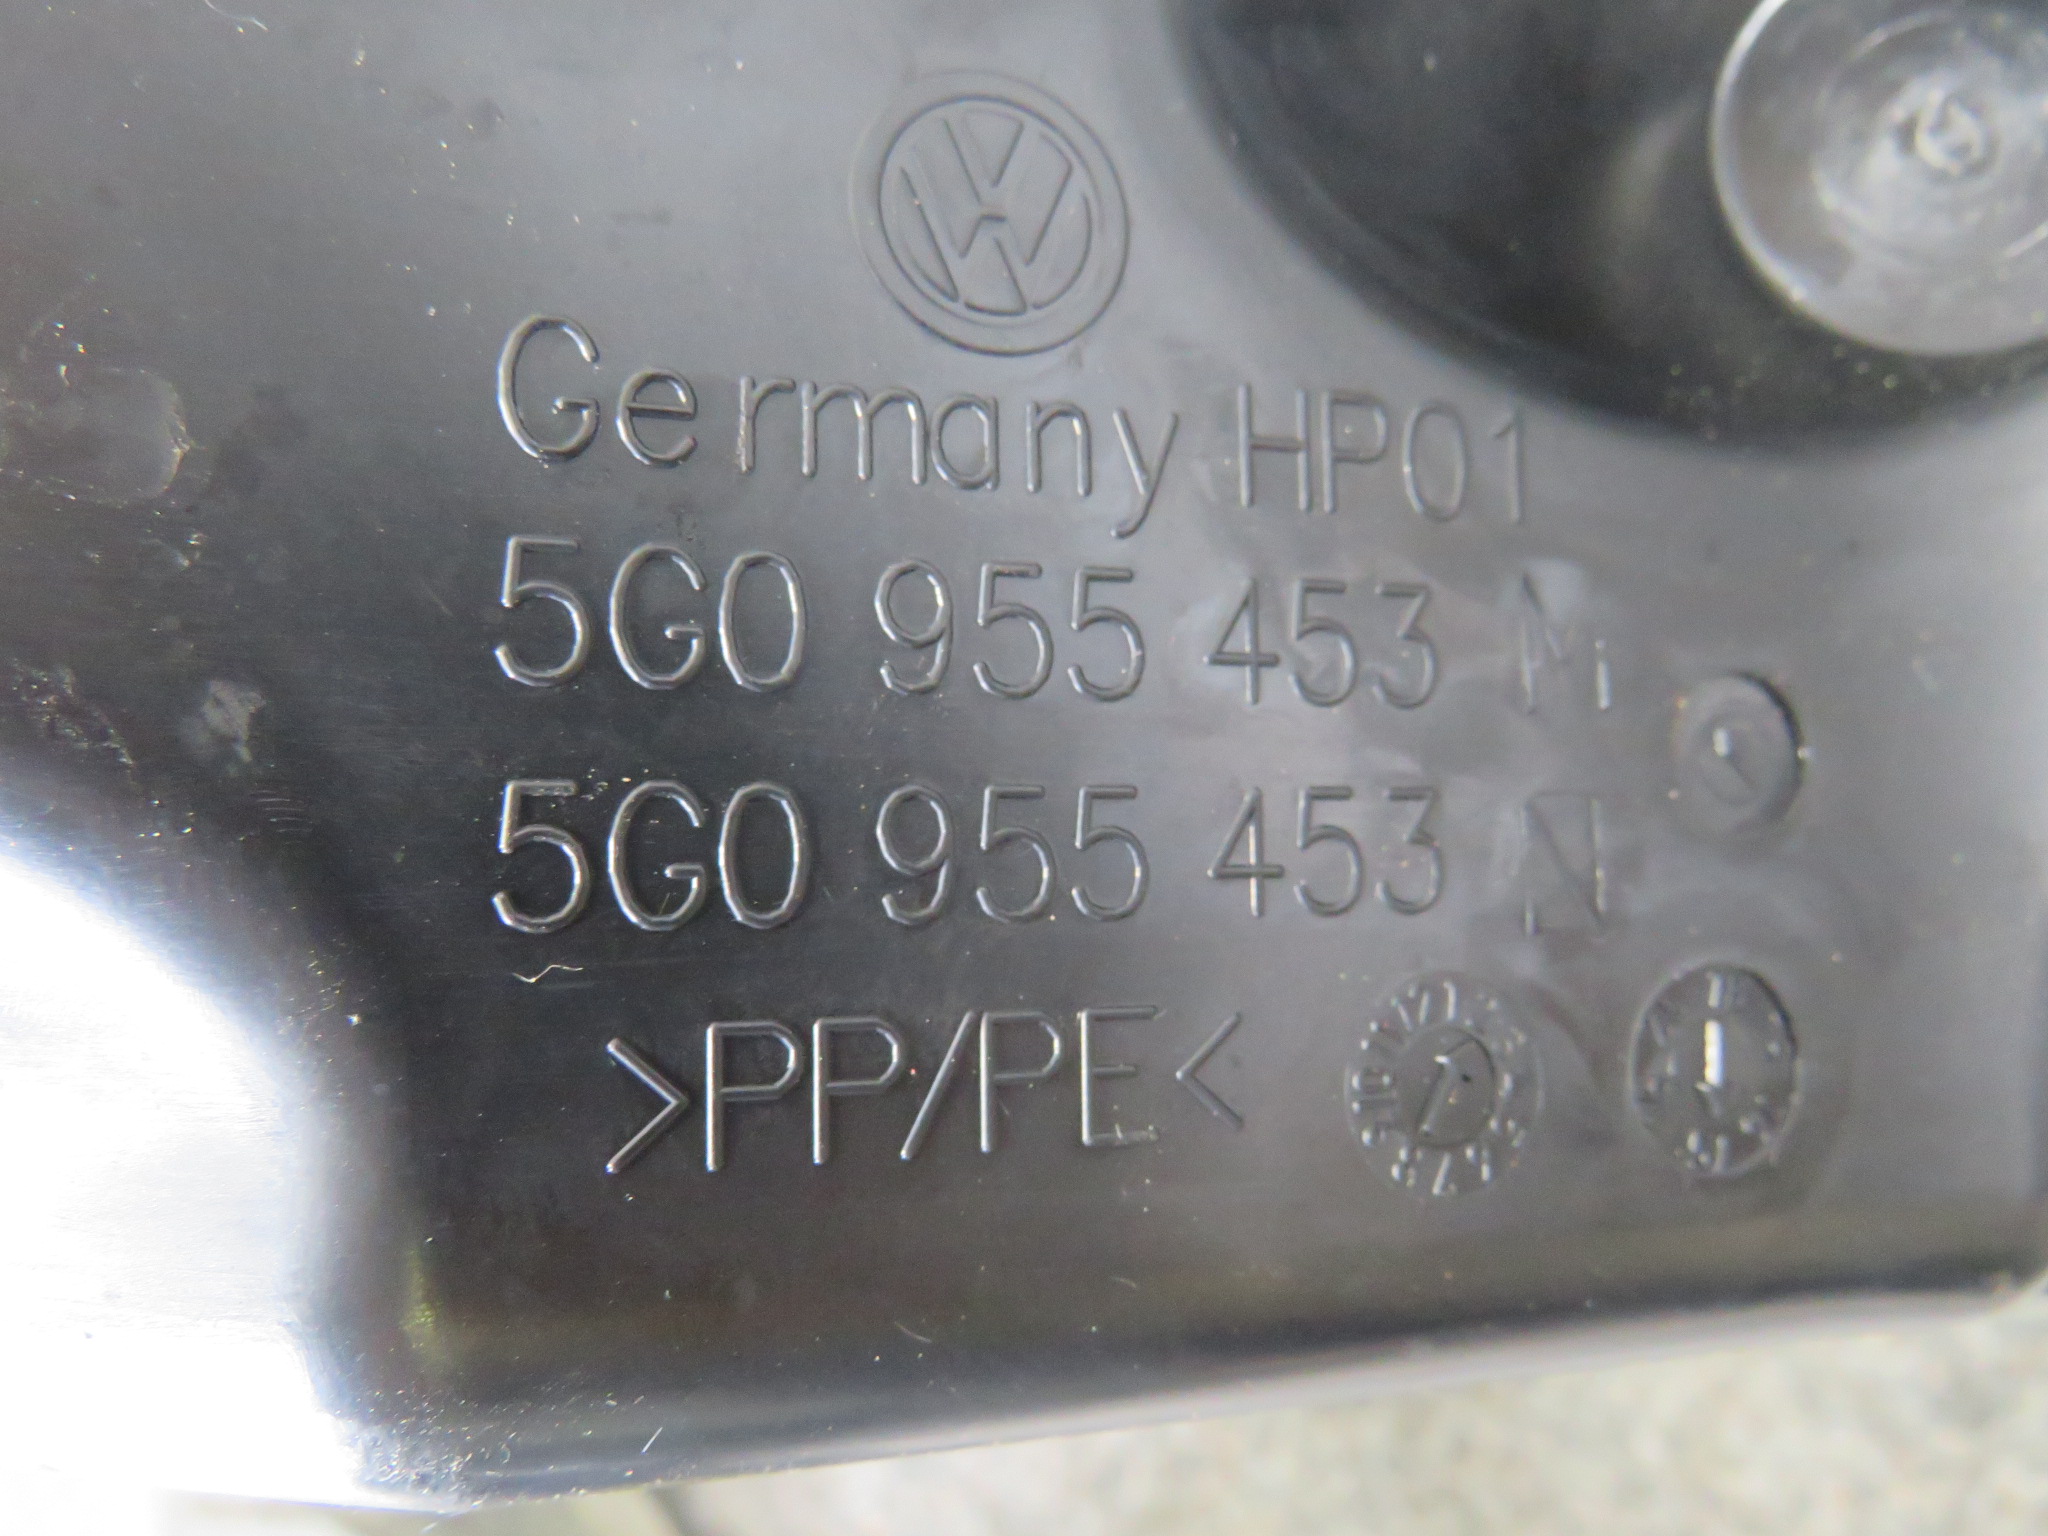 Germany HP01
5G0 955 453 M
5G0 955 453 N
>PP/PE<